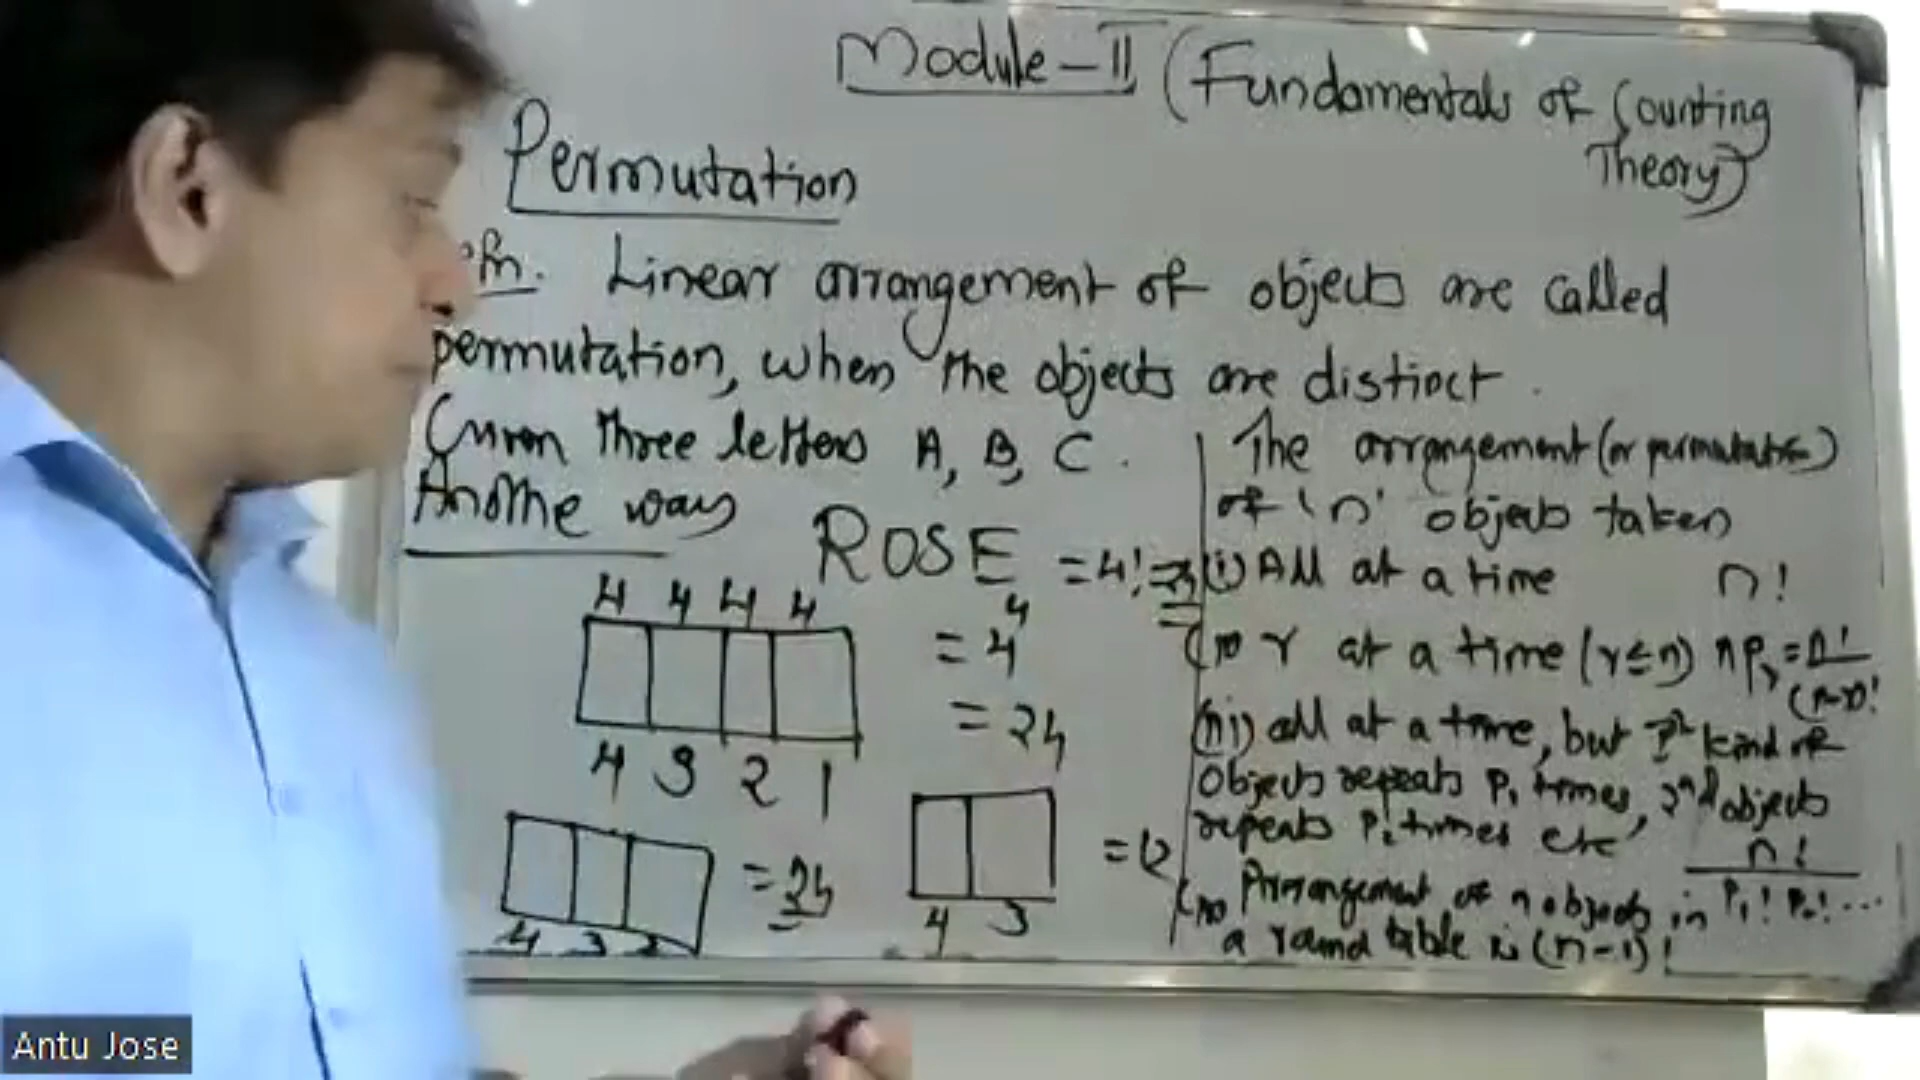 Module-II (Fundamentals of Counting
Theory)
Permutation
Linear arrangement of objects are called
permutation, when the objects are distinct.
Given three letters A, B, C.
Anothe way
ROSE = 4! = 24
4 4 4 4
= 4^4
= 24
4 3 2 1
= 24
4 3 2
= 12
4 3
The arrangement (or permutation)
of 'n' objects taken
(i) All at a time n!
(ii) r at a time (r≤n) nPr = n!/(n-r)!
(iii) all at a time, but kind of
Objects repeats P1 times, 2nd objects
repeats P2 times etc n!/P1! P2! ...
(iv) Arrangement of n objects in
a round table is (n-1)!
Antu Jose